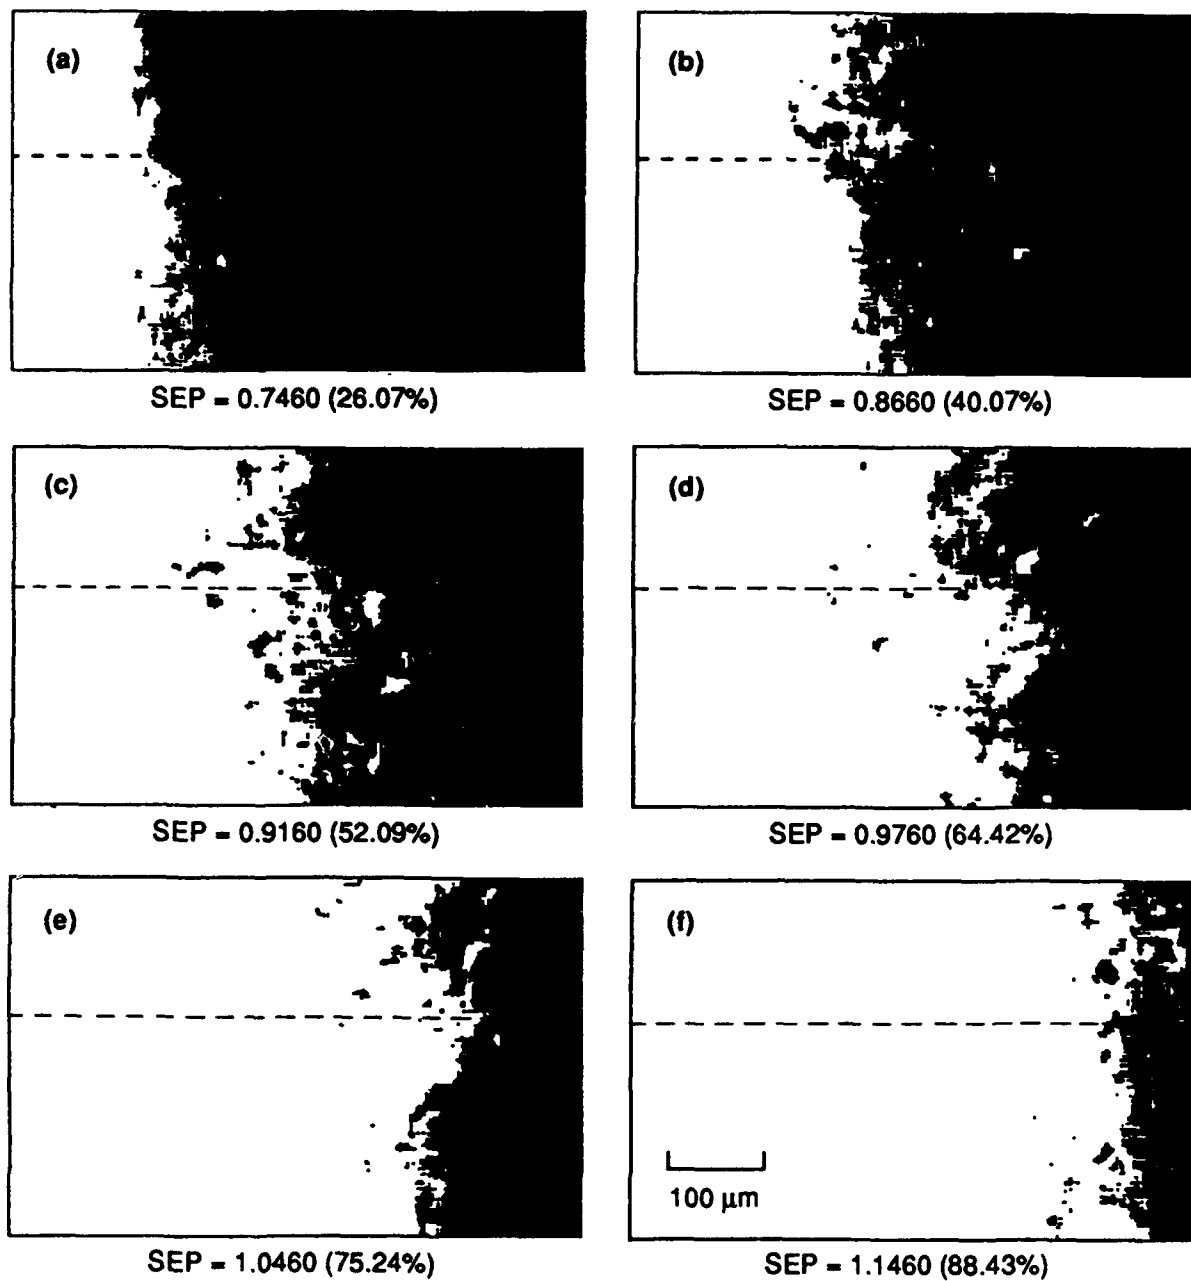 (a)
(b)
SEP = 0.7460 (26.07%)
SEP = 0.8660 (40.07%)
(c)
(d)
SEP = 0.9160 (52.09%)
SEP = 0.9760 (64.42%)
(e)
(f)
100 μm
SEP = 1.0460 (75.24%)
SEP = 1.1460 (88.43%)